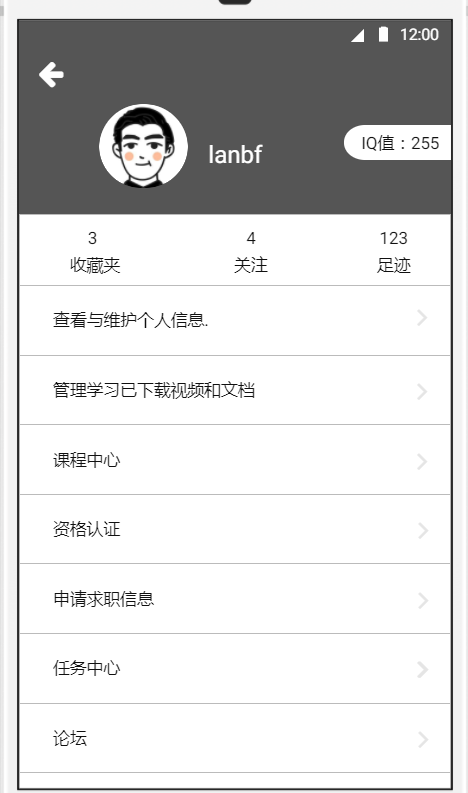 12:00
lanbf
IQ值：255
3
4
123
收藏夹
关注
足迹
查看与维护个人信息.
管理学习已下载视频和文档
课程中心
资格认证
申请求职信息
任务中心
论坛